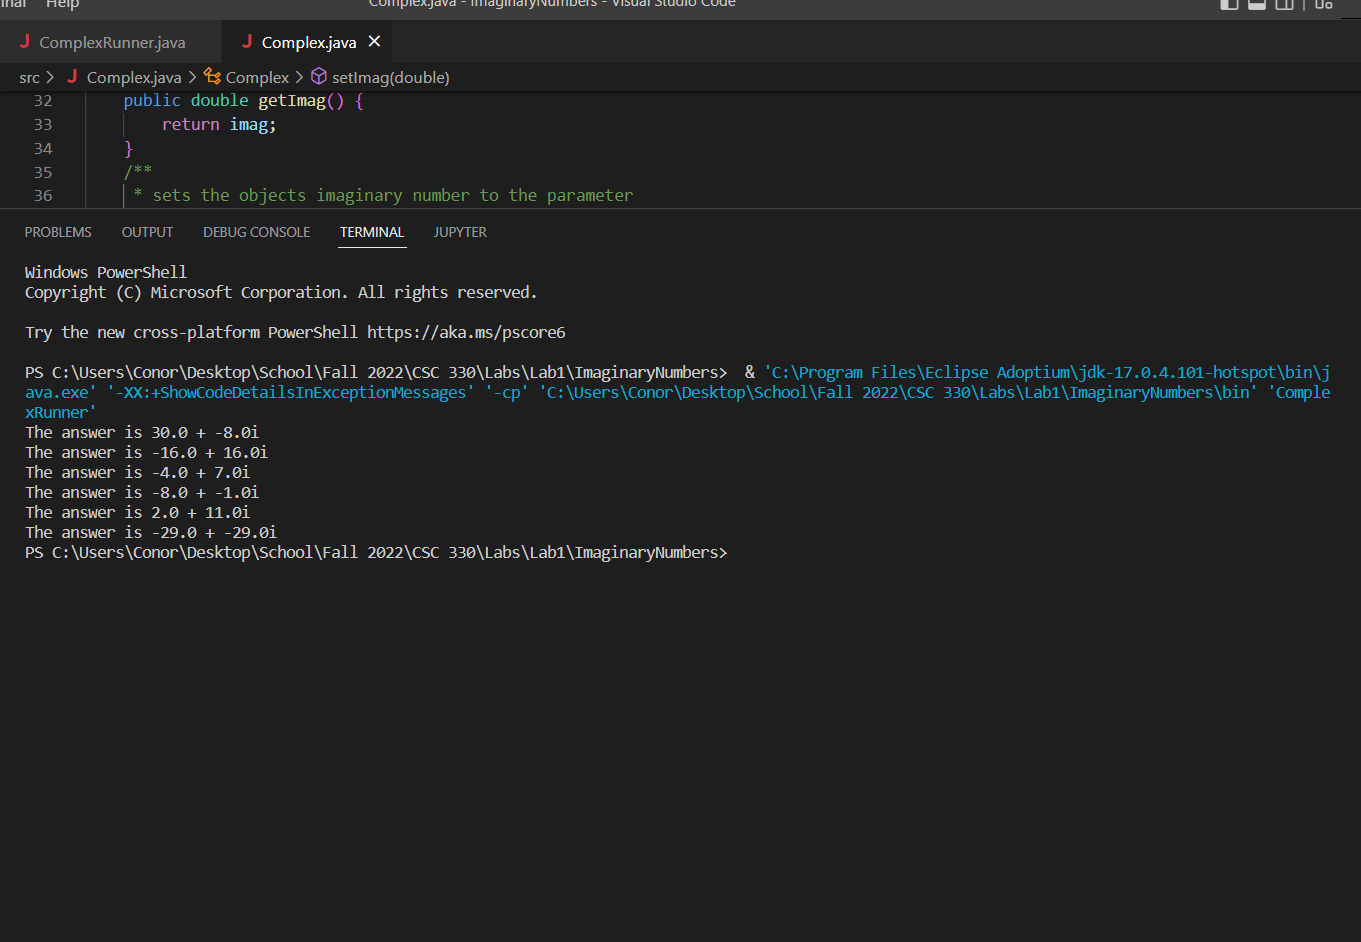 Help
Complex.java - ImaginaryNumbers - Visual Studio Code
ComplexRunner.java
Complex.java
src > Complex.java > Complex > setImag(double)
32 public double getImag() {
33 return imag;
34 }
35 /**
36 * sets the objects imaginary number to the parameter
PROBLEMS OUTPUT DEBUG CONSOLE TERMINAL JUPYTER
Windows PowerShell
Copyright (C) Microsoft Corporation. All rights reserved.
Try the new cross-platform PowerShell https://aka.ms/pscore6
PS C:\Users\Conor\Desktop\School\Fall 2022\CSC 330\Labs\Lab1\ImaginaryNumbers>  & 'C:\Program Files\Eclipse Adoptium\jdk-17.0.4.101-hotspot\bin\j
ava.exe' '-XX:+ShowCodeDetailsInExceptionMessages' '-cp' 'C:\Users\Conor\Desktop\School\Fall 2022\CSC 330\Labs\Lab1\ImaginaryNumbers\bin' 'Comple
xRunner'
The answer is 30.0 + -8.0i
The answer is -16.0 + 16.0i
The answer is -4.0 + 7.0i
The answer is -8.0 + -1.0i
The answer is 2.0 + 11.0i
The answer is -29.0 + -29.0i
PS C:\Users\Conor\Desktop\School\Fall 2022\CSC 330\Labs\Lab1\ImaginaryNumbers>